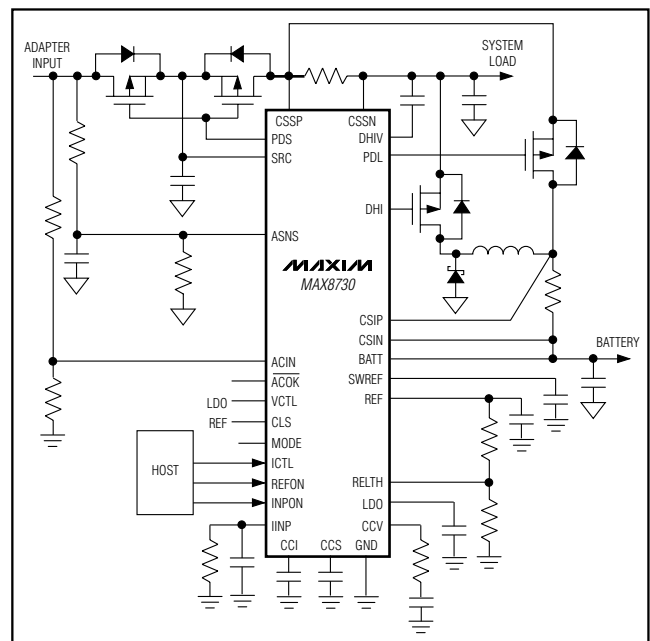 ADAPTER
INPUT
SYSTEM
LOAD
CSSP
CSSN
PDS
DHIV
SRC
PDL
DHI
ASNS
MAXIM
MAX8730
CSIP
CSIN
BATT
BATTERY
ACIN
SWREF
ACOK
REF
LDO
VCTL
REF
CLS
MODE
HOST
ICTL
REFON
RELTH
INPON
LDO
IINP
CCV
CCI
CCS
GND